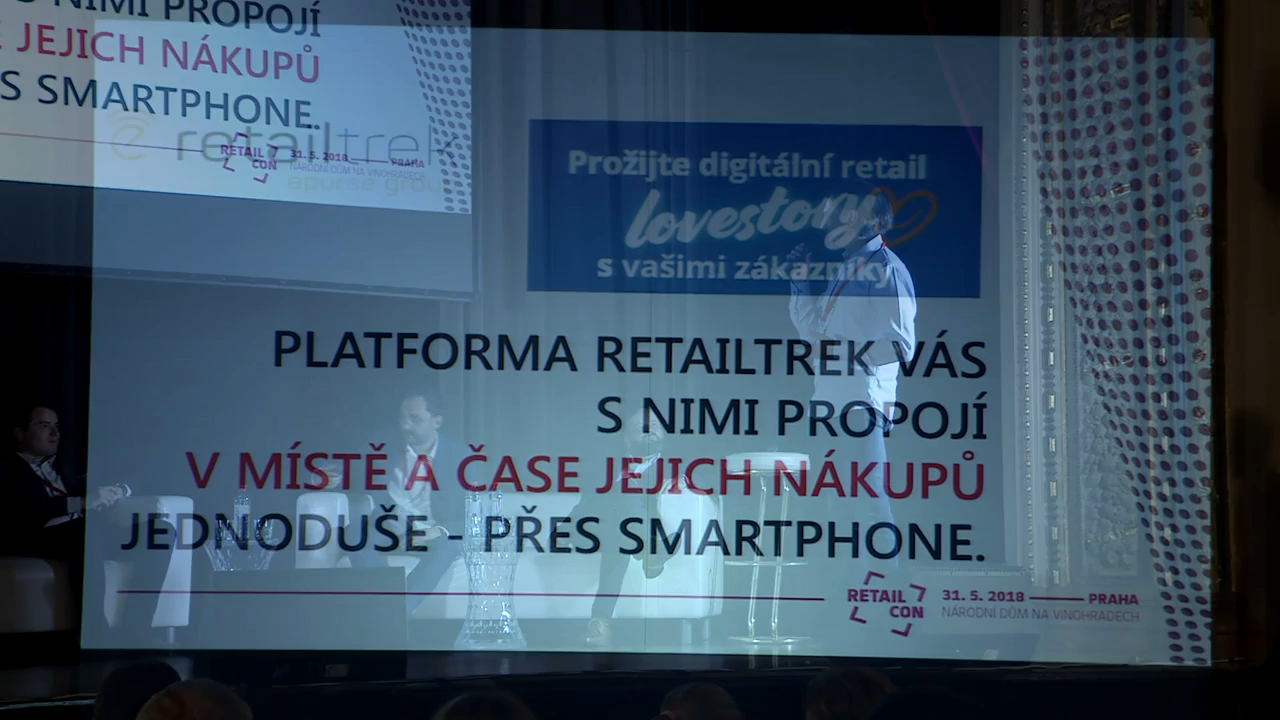 S NIMI PROPOJÍ
JEJICH NÁKUPŮ
S SMARTPHONE.
retailtrek
RETAIL
CON
31. 5. 2018
PRAHA
NÁRODNÍ DŮM NA VINOHRADECH
Prožijte digitální retail
lovestory
s vašimi zákazníky
PLATFORMA RETAILTREK VÁS
S NIMI PROPOJÍ
V MÍSTĚ A ČASE JEJICH NÁKUPŮ
JEDNODUŠE - PŘES SMARTPHONE.
RETAIL
CON
31. 5. 2018
PRAHA
NÁRODNÍ DŮM NA VINOHRADECH